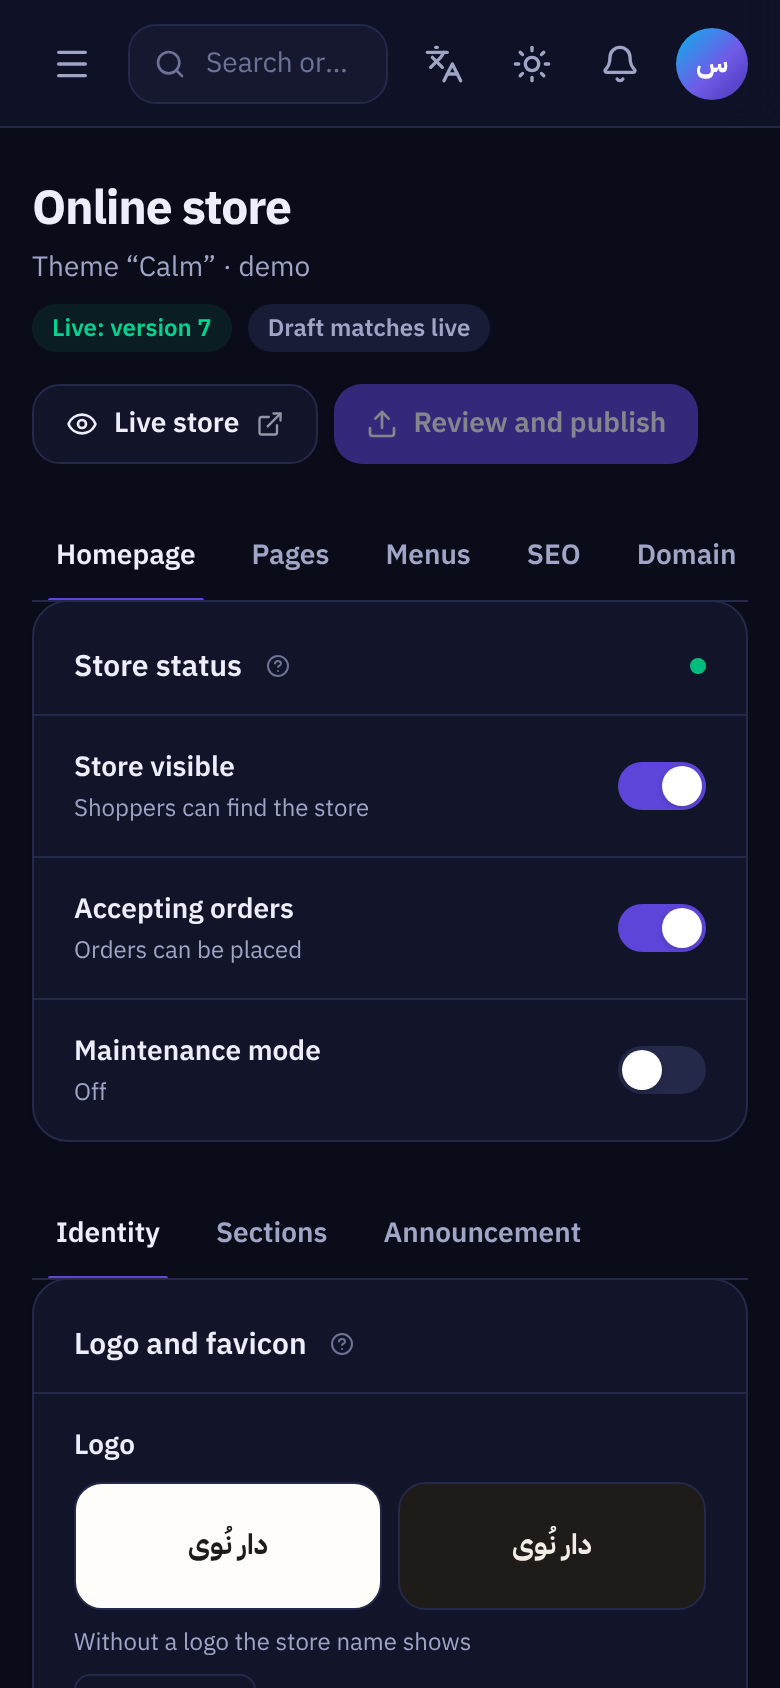 Search or...
س
Online store
Theme “Calm” · demo
Live: version 7
Draft matches live
Live store
Review and publish
Homepage Pages Menus SEO Domain
Store status
Store visible
Shoppers can find the store
Accepting orders
Orders can be placed
Maintenance mode
Off
Identity Sections Announcement
Logo and favicon
Logo
دار نُوی
دار نُوی
Without a logo the store name shows